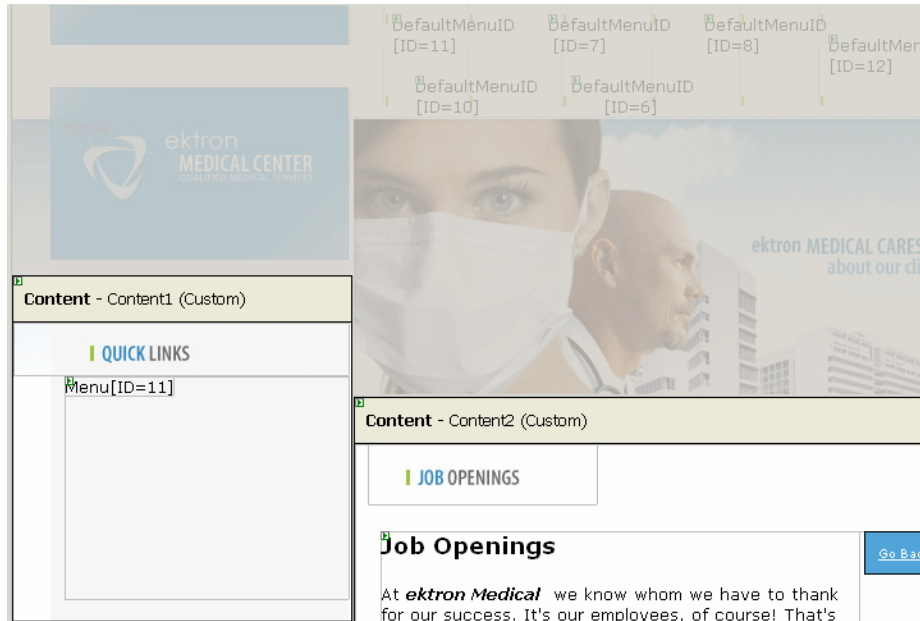 DefaultMenuID
[ID=11]
DefaultMenuID
[ID=7]
DefaultMenuID
[ID=8]
DefaultMen
[ID=12]
DefaultMenuID
[ID=10]
DefaultMenuID
[ID=6]
Home
ektron
MEDICAL CENTER
QUALIFIED MEDICAL SERVICES
ektron MEDICAL CARES
about our cli
Content - Content1 (Custom)
QUICK LINKS
Menu[ID=11]
Content - Content2 (Custom)
JOB OPENINGS
Job Openings
Go Bac
At ektron Medical we know whom we have to thank
for our success. It's our employees, of course! That's